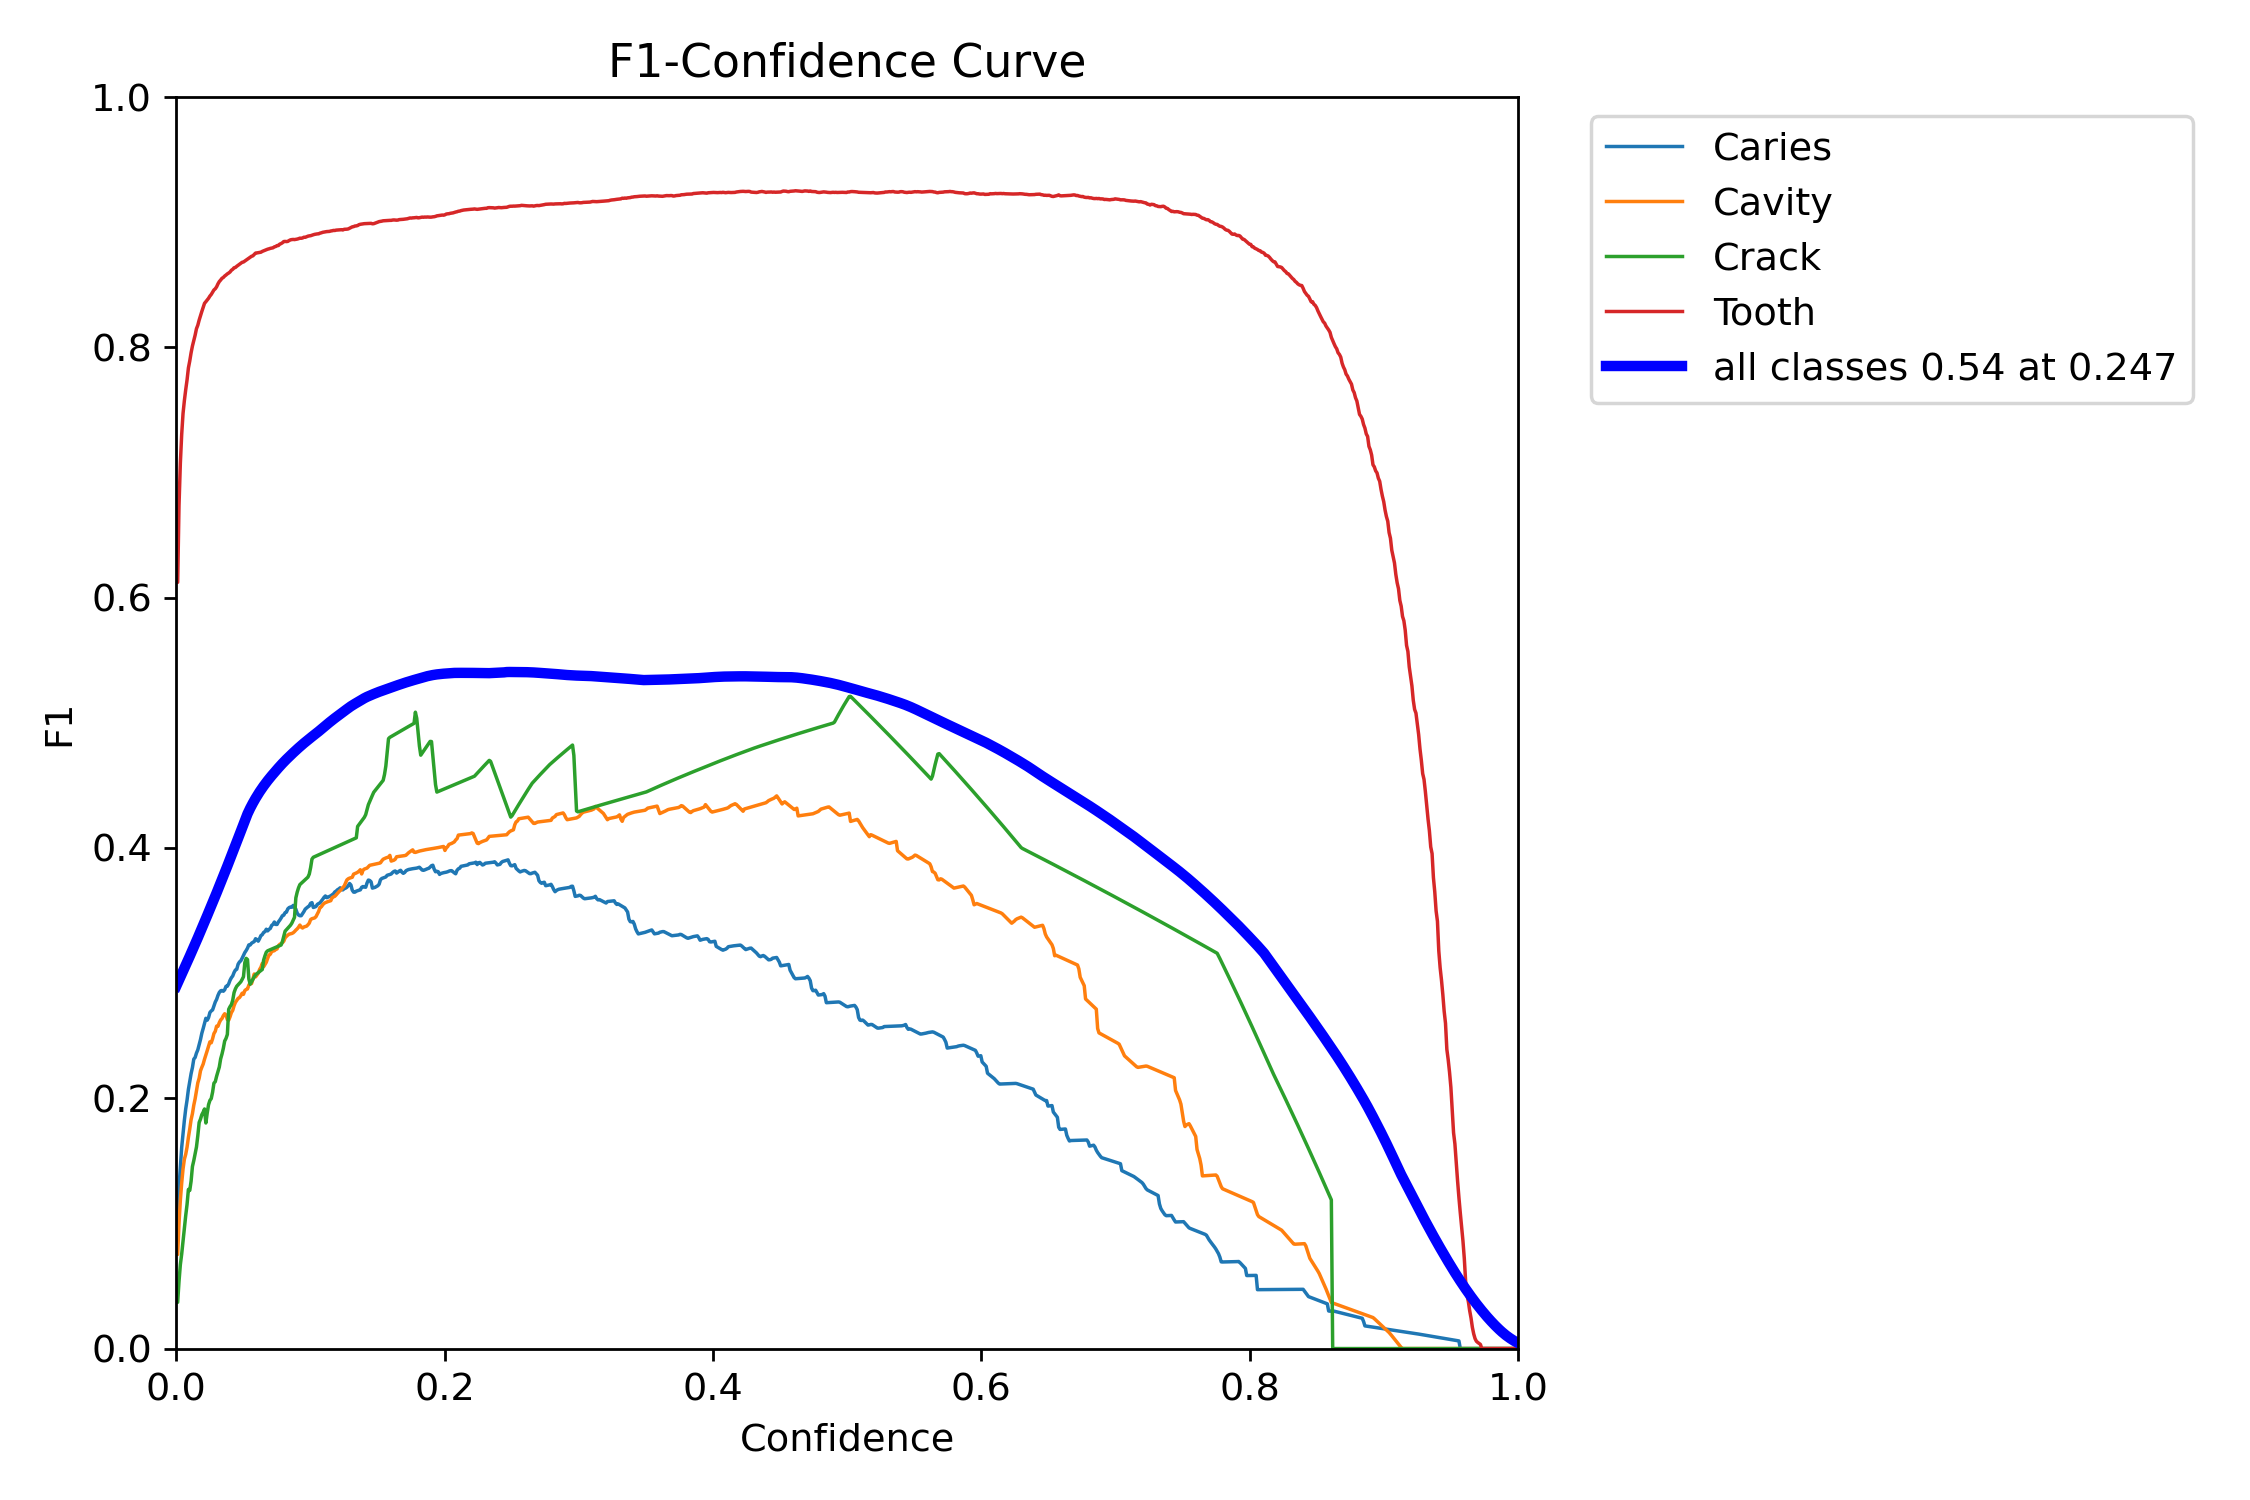 F1-Confidence Curve
1.0
0.8
0.6
0.4
0.2
0.0
F1
0.0 0.2 0.4 0.6 0.8 1.0
Confidence
Caries
Cavity
Crack
Tooth
all classes 0.54 at 0.247